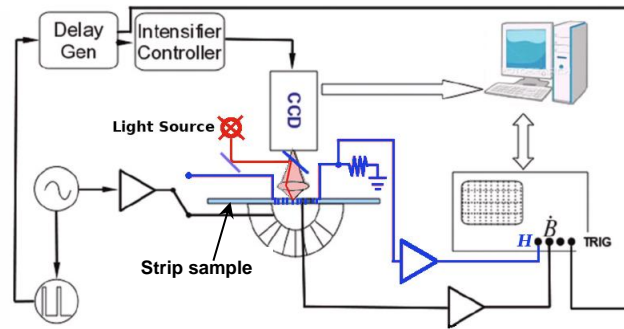 Delay
Gen
Intensifier
Controller
CCD
Light Source
Strip sample
H
Ḃ
TRIG